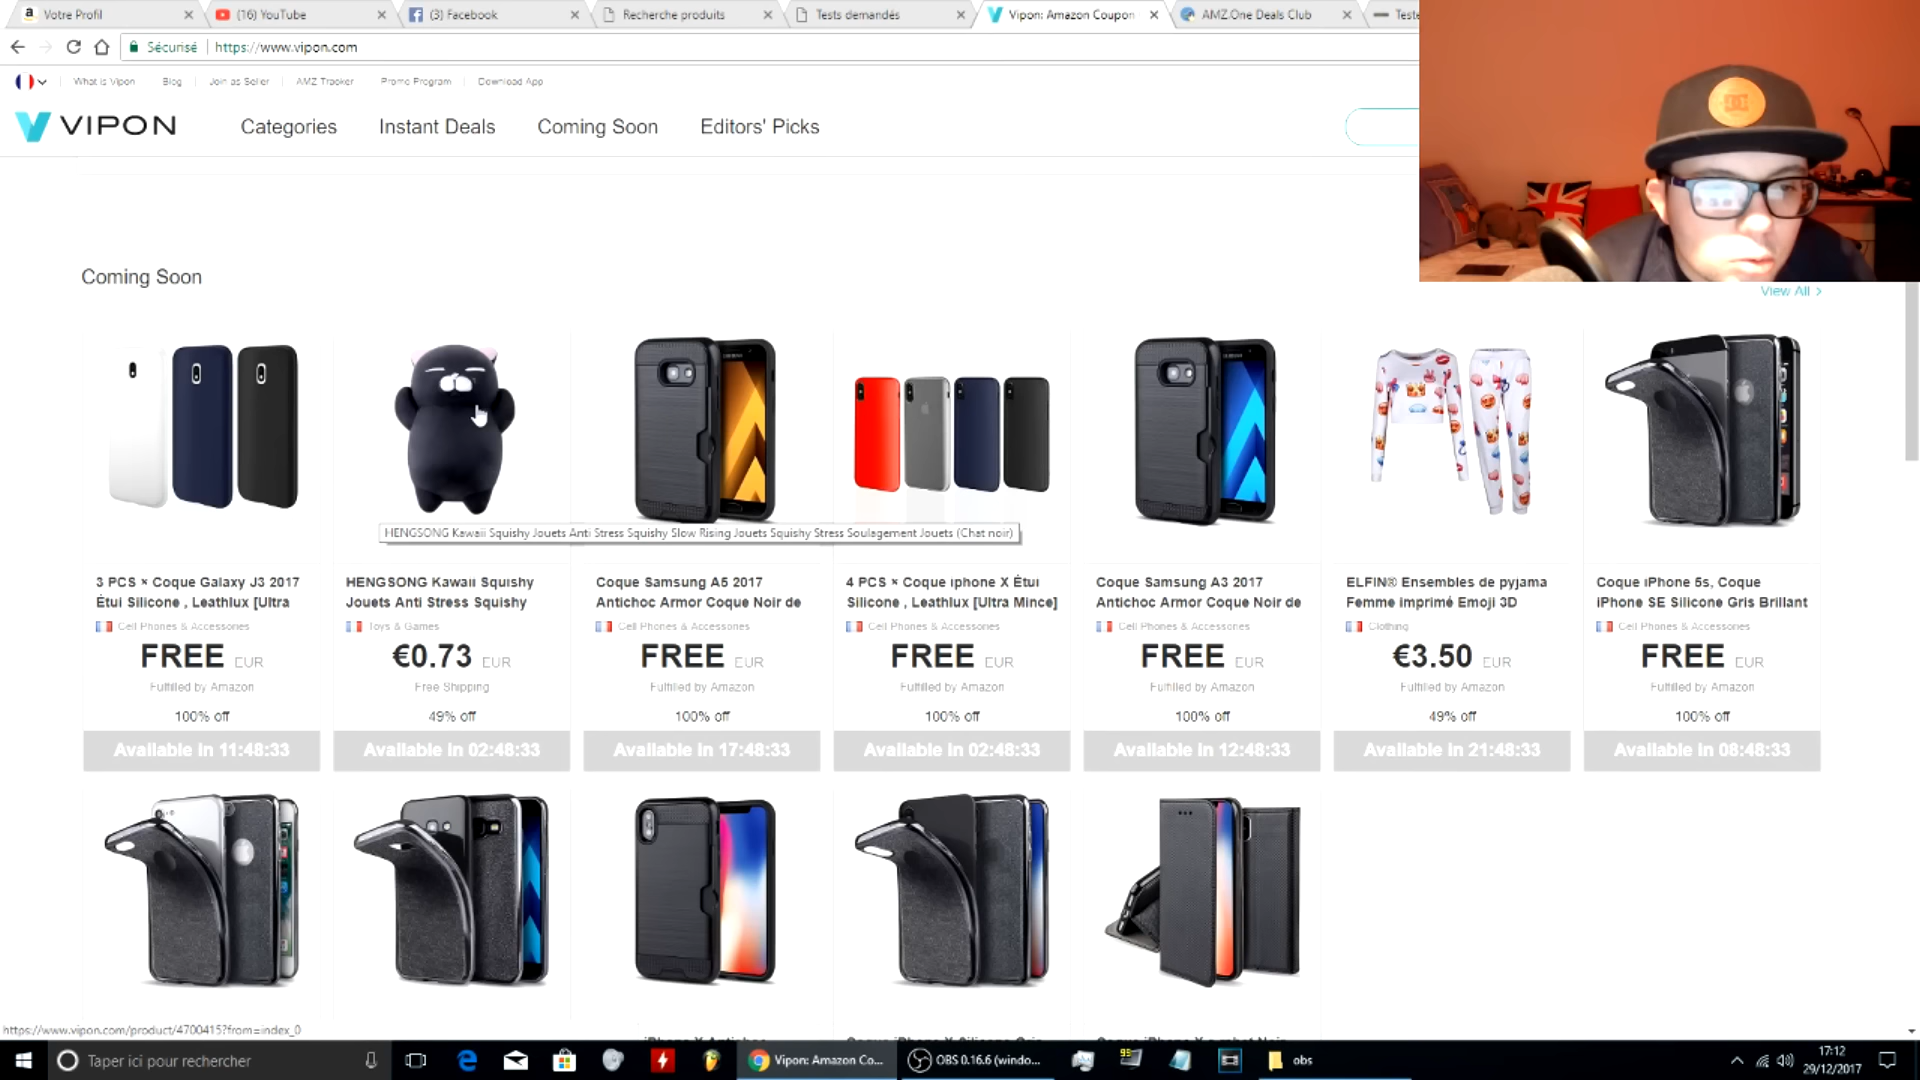 Votre Profil
(16) YouTube
(3) Facebook
Recherche produits
Tests demandés
Vipon: Amazon Coupon
AMZ.One Deals Club
Teste
Sécurisé
https://www.vipon.com
What is Vipon
Blog
Join as Seller
AMZ Tracker
Promo Program
Download App
VIPON
Categories
Instant Deals
Coming Soon
Editors' Picks
Coming Soon
View All >
HENGSONG Kawaii Squishy Jouets Anti Stress Squishy Slow Rising Jouets Squishy Stress Soulagement Jouets (Chat noir)
3 PCS × Coque Galaxy J3 2017
Étui Silicone , Leathlux [Ultra
Cell Phones & Accessories
FREE EUR
Fulfilled by Amazon
100% off
Available in 11:48:33
HENGSONG Kawaii Squishy
Jouets Anti Stress Squishy
Toys & Games
€0.73 EUR
Free Shipping
49% off
Available in 02:48:33
Coque Samsung A5 2017
Antichoc Armor Coque Noir de
Cell Phones & Accessories
FREE EUR
Fulfilled by Amazon
100% off
Available in 17:48:33
4 PCS × Coque iphone X Étui
Silicone , Leathlux [Ultra Mince]
Cell Phones & Accessories
FREE EUR
Fulfilled by Amazon
100% off
Available in 02:48:33
Coque Samsung A3 2017
Antichoc Armor Coque Noir de
Cell Phones & Accessories
FREE EUR
Fulfilled by Amazon
100% off
Available in 12:48:33
ELFIN® Ensembles de pyjama
Femme imprimé Emoji 3D
Clothing
€3.50 EUR
Fulfilled by Amazon
49% off
Available in 21:48:33
Coque iPhone 5s, Coque
iPhone SE Silicone Gris Brillant
Cell Phones & Accessories
FREE EUR
Fulfilled by Amazon
100% off
Available in 08:48:33
https://www.vipon.com/product/4700415?from=index_0
Taper ici pour rechercher
Vipon: Amazon Co...
OBS 0.16.6 (windo...
obs
17:12
29/12/2017